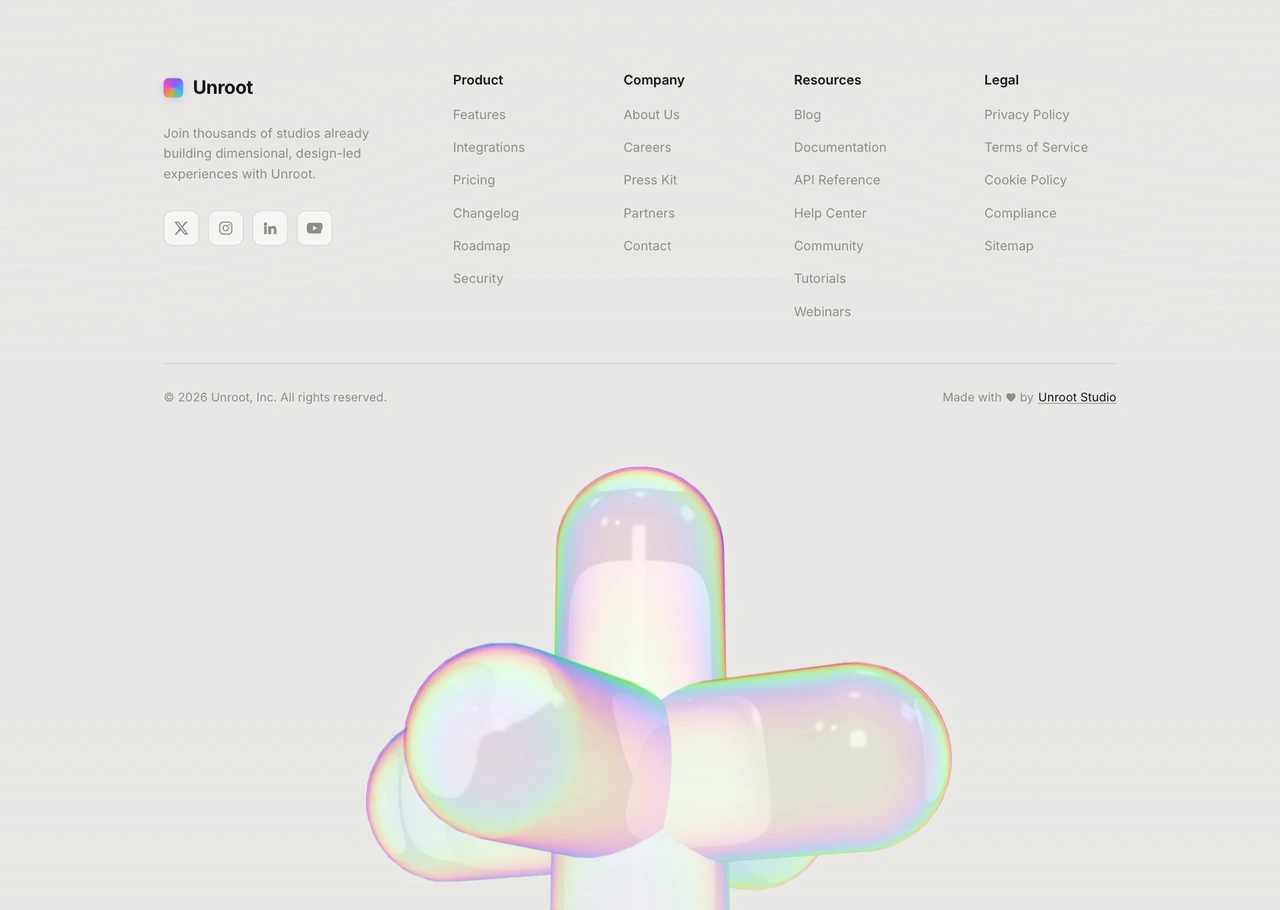 Unroot
Join thousands of studios already
building dimensional, design-led
experiences with Unroot.
Product
Features
Integrations
Pricing
Changelog
Roadmap
Security
Company
About Us
Careers
Press Kit
Partners
Contact
Resources
Blog
Documentation
API Reference
Help Center
Community
Tutorials
Webinars
Legal
Privacy Policy
Terms of Service
Cookie Policy
Compliance
Sitemap
© 2026 Unroot, Inc. All rights reserved.
Made with ♥ by Unroot Studio